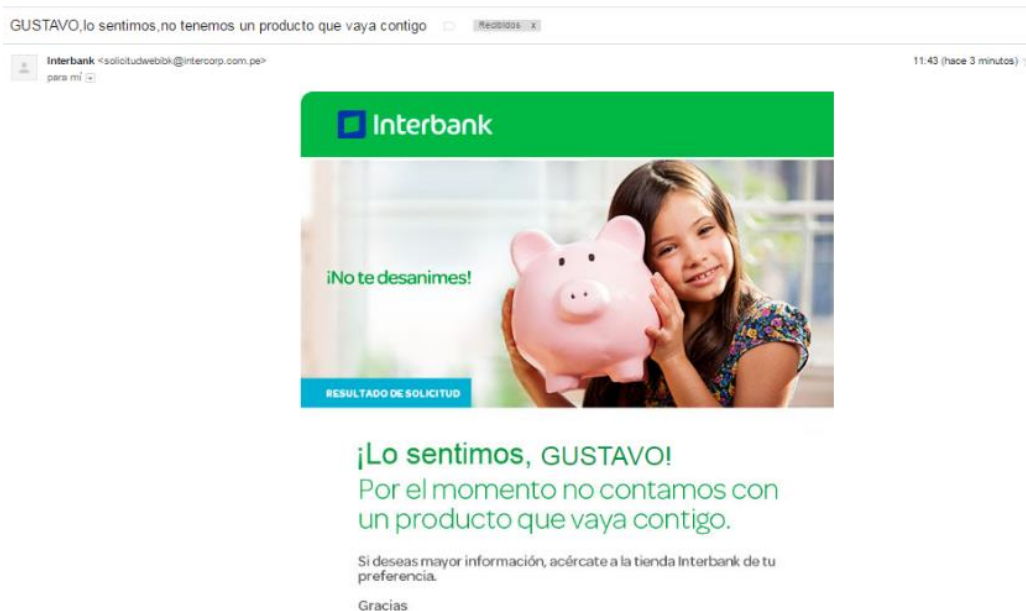 GUSTAVO,lo sentimos,no tenemos un producto que vaya contigo
Recibidos x
Interbank <solicitudwebibk@intercorp.com.pe>
11:43 (hace 3 minutos)
para mí
Interbank
¡No te desanimes!
RESULTADO DE SOLICITUD
¡Lo sentimos, GUSTAVO!
Por el momento no contamos con
un producto que vaya contigo.
Si deseas mayor información, acércate a la tienda Interbank de tu
preferencia.
Gracias